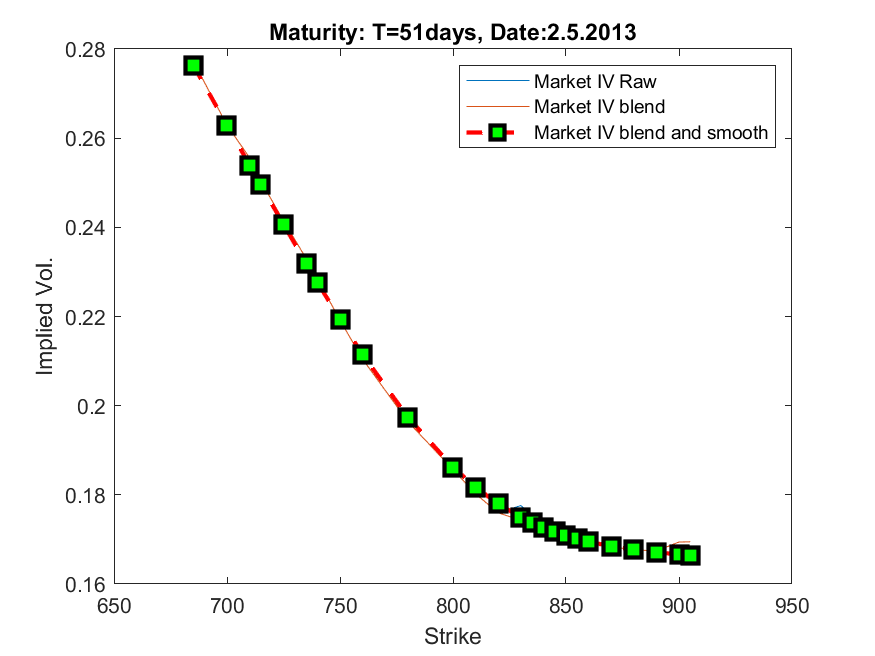 Maturity: T=51days, Date:2.5.2013
0.28
Market IV Raw
Market IV blend
Market IV blend and smooth
0.26
0.24
0.22
0.2
0.18
0.16
Implied Vol.
650 700 750 800 850 900 950
Strike